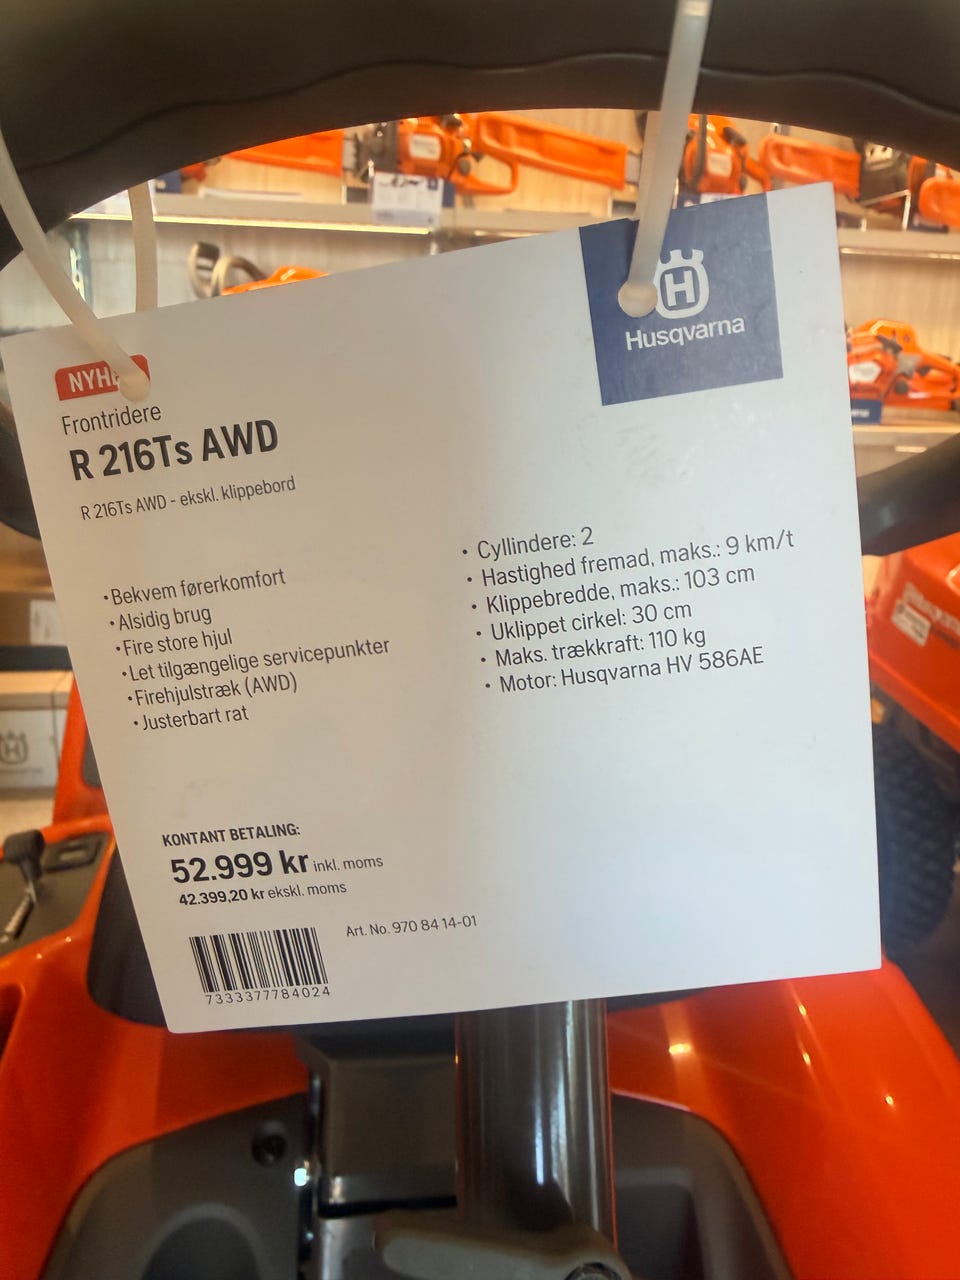 H
Husqvarna
Frontridere
R 216Ts AWD
R 216Ts AWD - ekskl. klippebord
• Bekvem førerkomfort
• Alsidig brug
• Fire store hjul
• Let tilgængelige servicepunkter
• Firehjulstræk (AWD)
• Justerbart rat
• Cyllindere: 2
• Hastighed fremad, maks.: 9 km/t
• Klippebredde, maks.: 103 cm
• Uklippet cirkel: 30 cm
• Maks. trækkraft: 110 kg
• Motor: Husqvarna HV 586AE
KONTANT BETALING:
52.999 kr inkl. moms
42.399,20 kr ekskl. moms
Art. No. 970 84 14-01
7333377784024